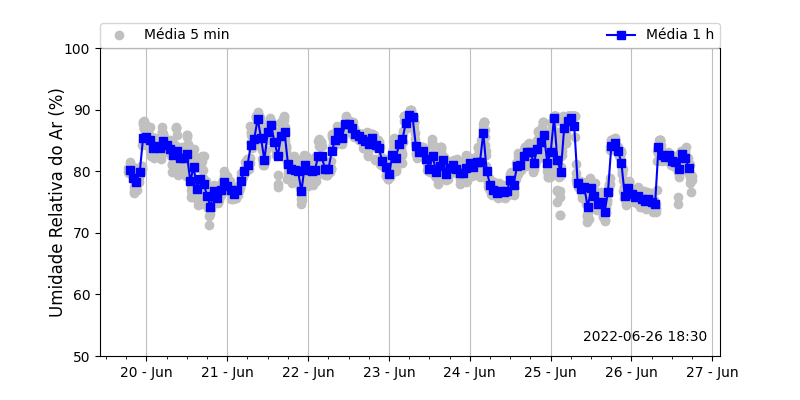 Média 5 min
Média 1 h
Umidade Relativa do Ar (%)
100
90
80
70
60
50
2022-06-26 18:30
20 - Jun
21 - Jun
22 - Jun
23 - Jun
24 - Jun
25 - Jun
26 - Jun
27 - Jun